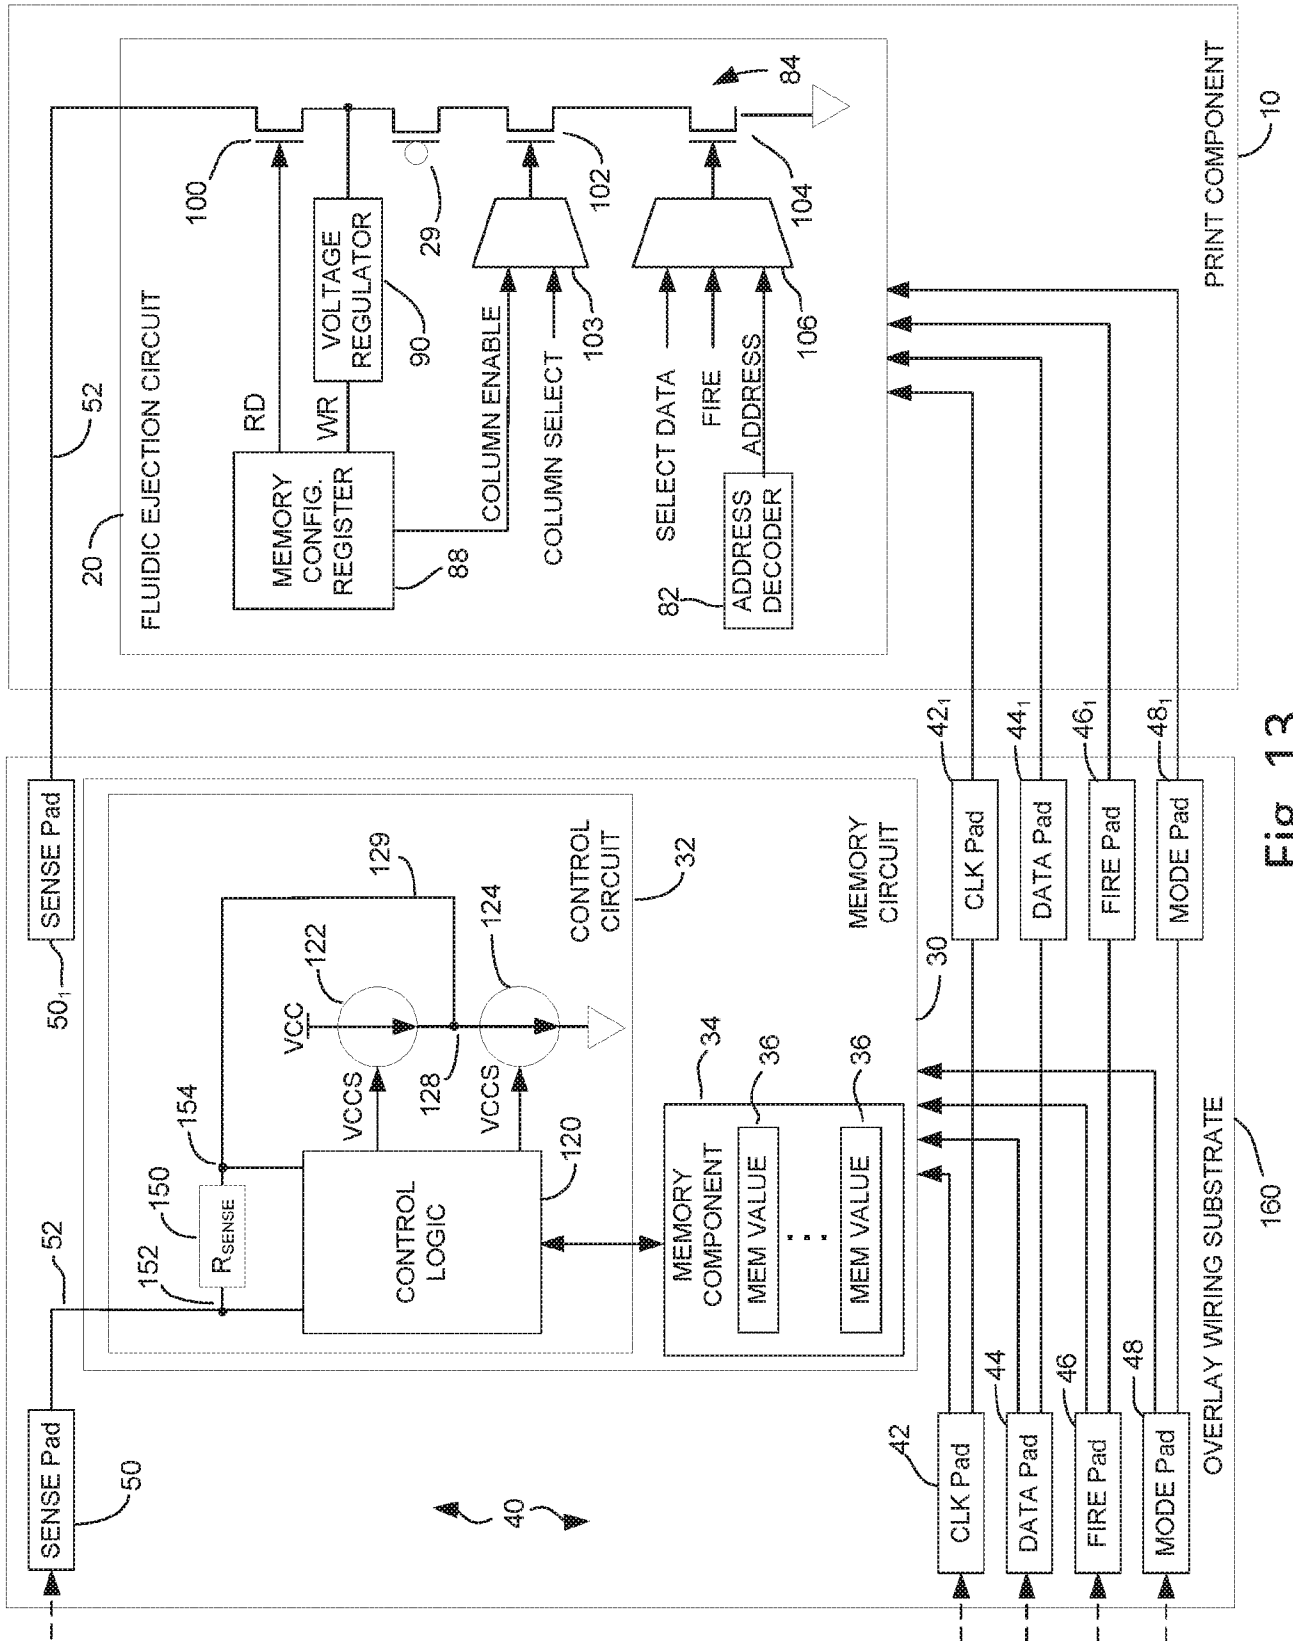 SENSE Pad
50
52
152
150
RSENSE
154
CONTROL
LOGIC
120
VCCS
VCCS
VCC
122
124
128
129
CONTROL
CIRCUIT
32
MEMORY
COMPONENT
34
MEM VALUE
36
MEM VALUE
36
MEMORY
CIRCUIT
30
40
SENSE Pad
50₁
42
CLK Pad
44
DATA Pad
46
FIRE Pad
48
MODE Pad
CLK Pad
42₁
DATA Pad
44₁
FIRE Pad
46₁
MODE Pad
48₁
OVERLAY WIRING SUBSTRATE
160
52
20
FLUIDIC EJECTION CIRCUIT
MEMORY
CONFIG.
REGISTER
88
RD
WR
VOLTAGE
REGULATOR
90
100
29
COLUMN ENABLE
COLUMN SELECT
103
102
SELECT DATA
FIRE
ADDRESS
82
ADDRESS
DECODER
106
104
84
PRINT COMPONENT
10
Fig. 13